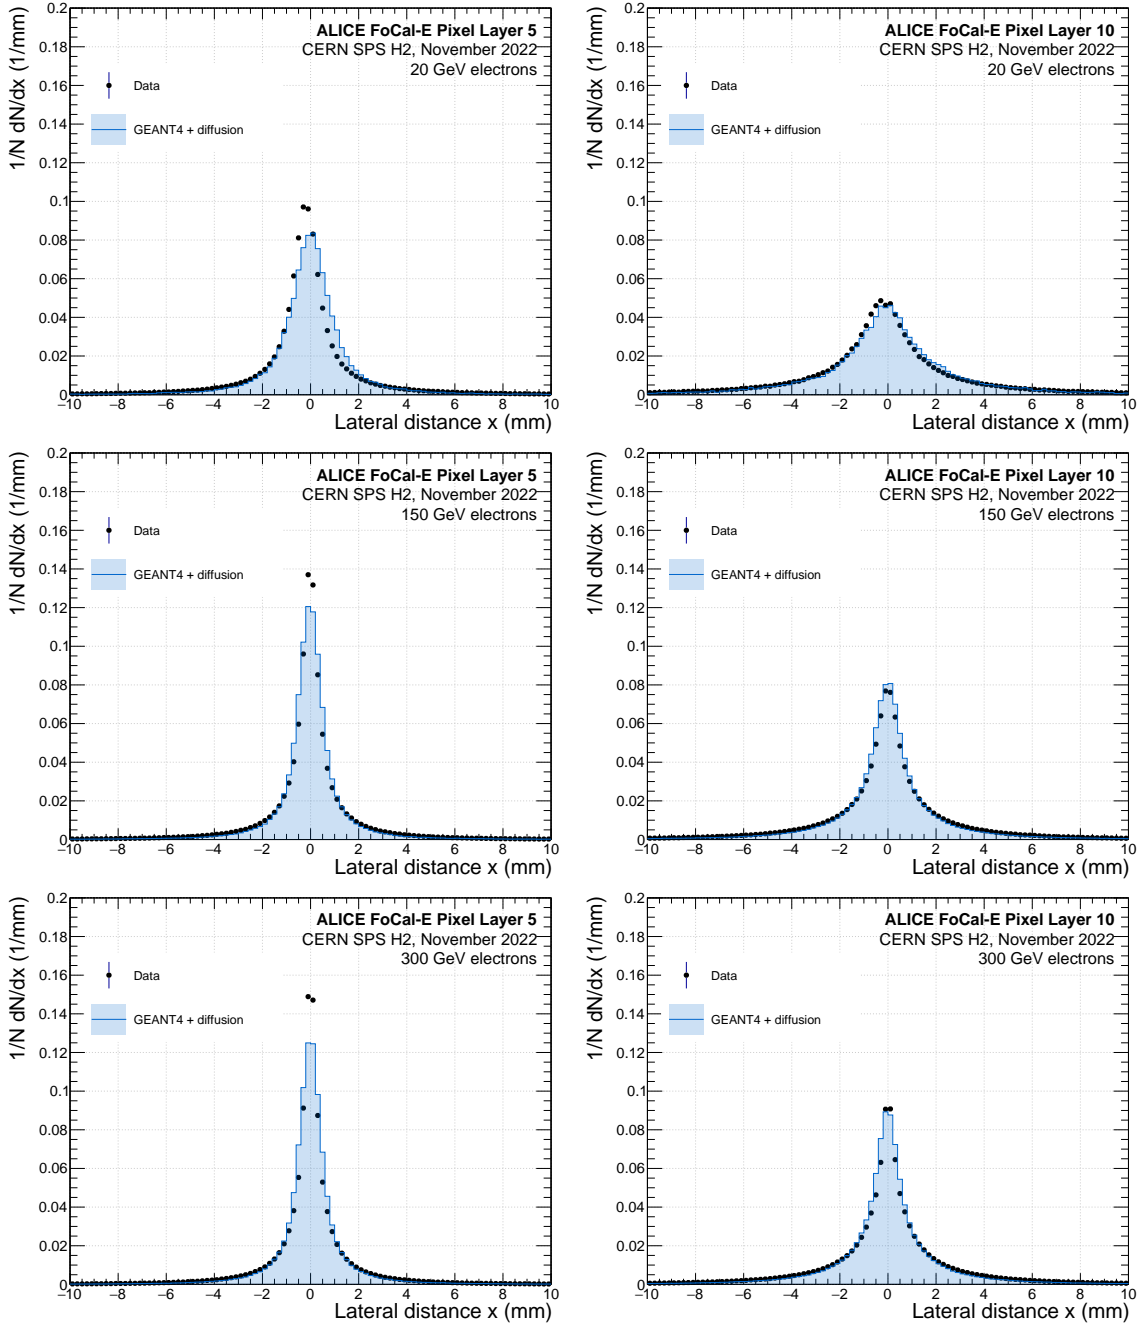 ALICE FoCal-E Pixel Layer 5
CERN SPS H2, November 2022
20 GeV electrons
Data
GEANT4 + diffusion
1/N dN/dx (1/mm)
0.2
0.18
0.16
0.14
0.12
0.1
0.08
0.06
0.04
0.02
0
−10 −8 −6 −4 −2 0 2 4 6 8 10
Lateral distance x (mm)
ALICE FoCal-E Pixel Layer 10
CERN SPS H2, November 2022
20 GeV electrons
Data
GEANT4 + diffusion
1/N dN/dx (1/mm)
0.2
0.18
0.16
0.14
0.12
0.1
0.08
0.06
0.04
0.02
0
−10 −8 −6 −4 −2 0 2 4 6 8 10
Lateral distance x (mm)
ALICE FoCal-E Pixel Layer 5
CERN SPS H2, November 2022
150 GeV electrons
Data
GEANT4 + diffusion
1/N dN/dx (1/mm)
0.2
0.18
0.16
0.14
0.12
0.1
0.08
0.06
0.04
0.02
0
−10 −8 −6 −4 −2 0 2 4 6 8 10
Lateral distance x (mm)
ALICE FoCal-E Pixel Layer 10
CERN SPS H2, November 2022
150 GeV electrons
Data
GEANT4 + diffusion
1/N dN/dx (1/mm)
0.2
0.18
0.16
0.14
0.12
0.1
0.08
0.06
0.04
0.02
0
−10 −8 −6 −4 −2 0 2 4 6 8 10
Lateral distance x (mm)
ALICE FoCal-E Pixel Layer 5
CERN SPS H2, November 2022
300 GeV electrons
Data
GEANT4 + diffusion
1/N dN/dx (1/mm)
0.2
0.18
0.16
0.14
0.12
0.1
0.08
0.06
0.04
0.02
0
−10 −8 −6 −4 −2 0 2 4 6 8 10
Lateral distance x (mm)
ALICE FoCal-E Pixel Layer 10
CERN SPS H2, November 2022
300 GeV electrons
Data
GEANT4 + diffusion
1/N dN/dx (1/mm)
0.2
0.18
0.16
0.14
0.12
0.1
0.08
0.06
0.04
0.02
0
−10 −8 −6 −4 −2 0 2 4 6 8 10
Lateral distance x (mm)